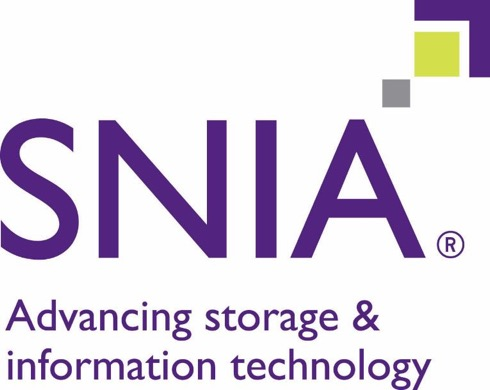 SNIA®
Advancing storage &
information technology